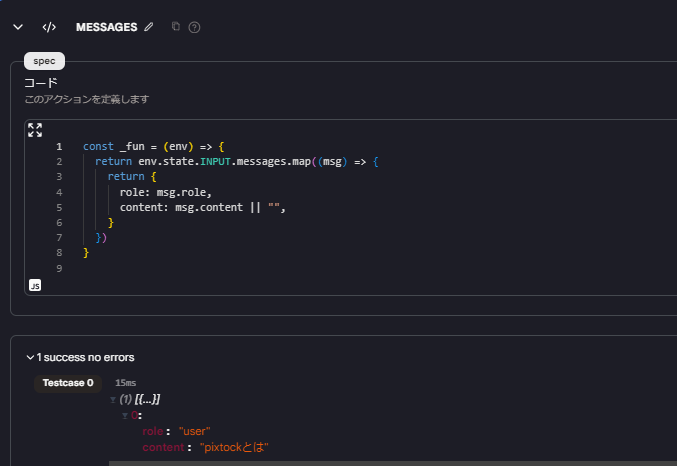 </> MESSAGES
spec
コード
このアクションを定義します
1 const _fun = (env) => {
2 return env.state.INPUT.messages.map((msg) => {
3 return {
4 role: msg.role,
5 content: msg.content || "",
6 }
7 })
8 }
9
JS
1 success no errors
Testcase 0 15ms
(1) [{...}]
0:
role : "user"
content : "pixtockとは"